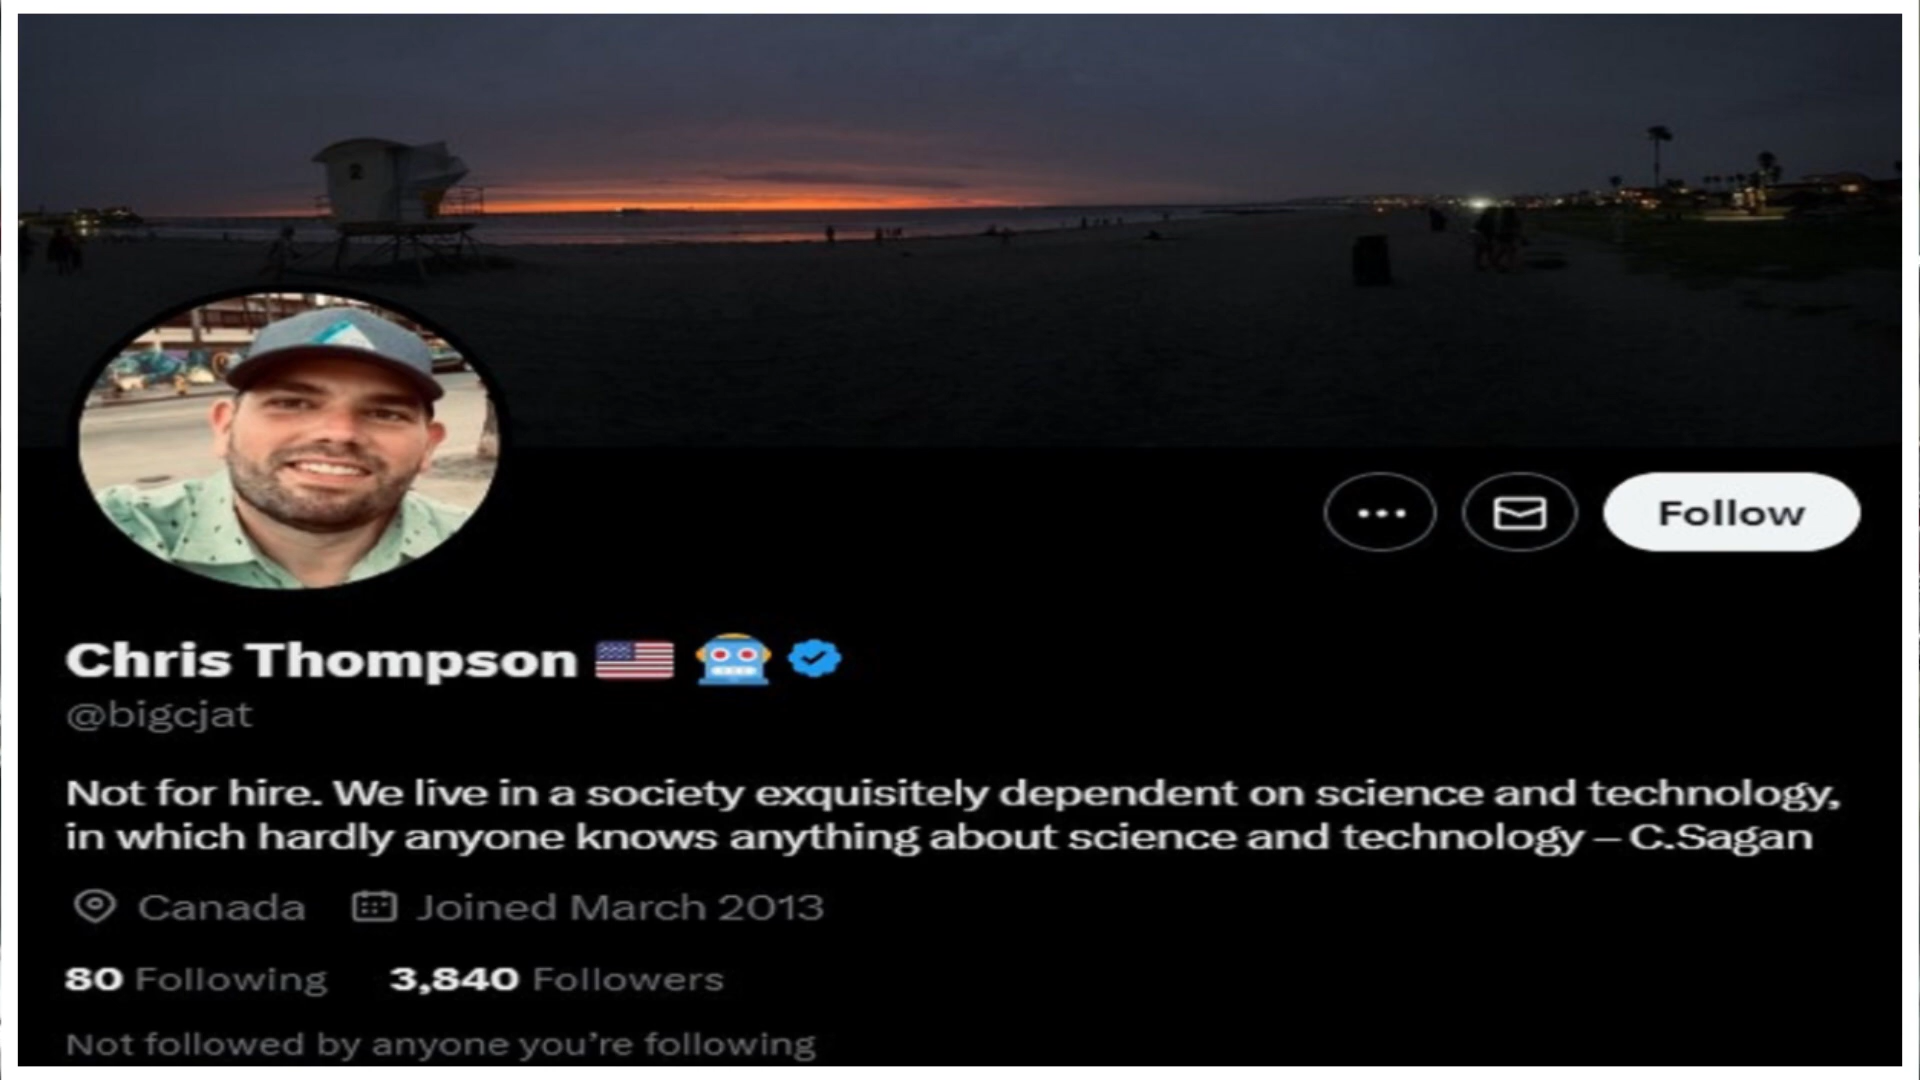 2
Follow
Chris Thompson
@bigcjat
Not for hire. We live in a society exquisitely dependent on science and technology,
in which hardly anyone knows anything about science and technology – C.Sagan
Canada Joined March 2013
80 Following 3,840 Followers
Not followed by anyone you’re following